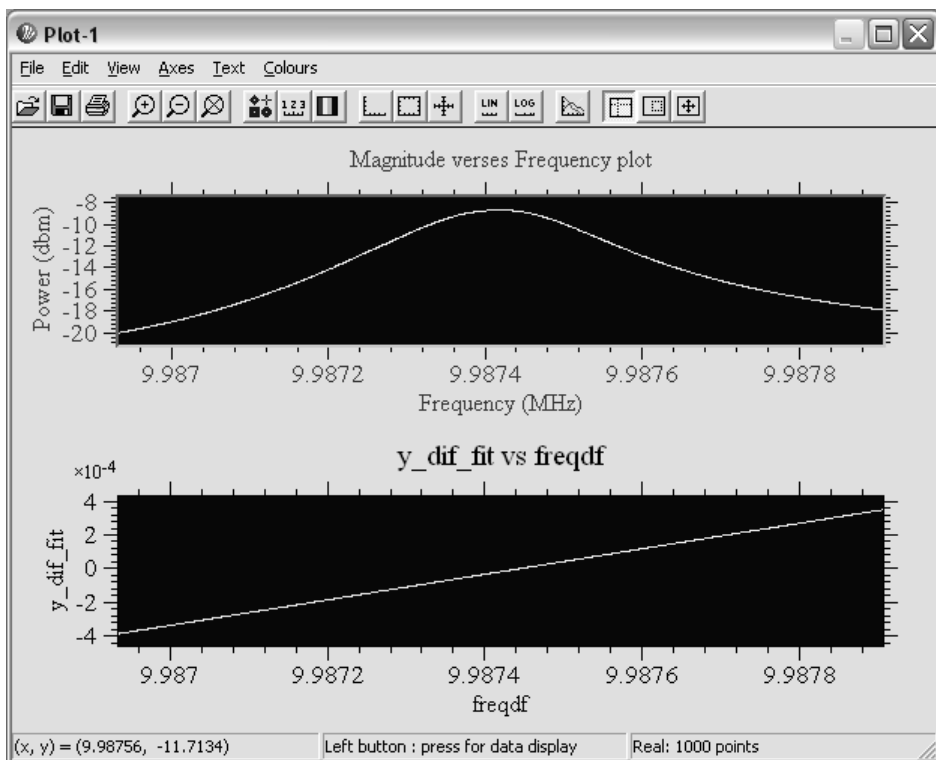 Plot-1
File Edit View Axes Text Colours
1 2 3 LIN LOG
Magnitude verses Frequency plot
Power (dbm)
-8
-10
-12
-14
-16
-18
-20
9.987 9.9872 9.9874 9.9876 9.9878
Frequency (MHz)
y_dif_fit vs freqdf
×10-4
y_dif_fit
4
2
0
-2
-4
9.987 9.9872 9.9874 9.9876 9.9878
freqdf
(x, y) = (9.98756, -11.7134) Left button : press for data display Real: 1000 points